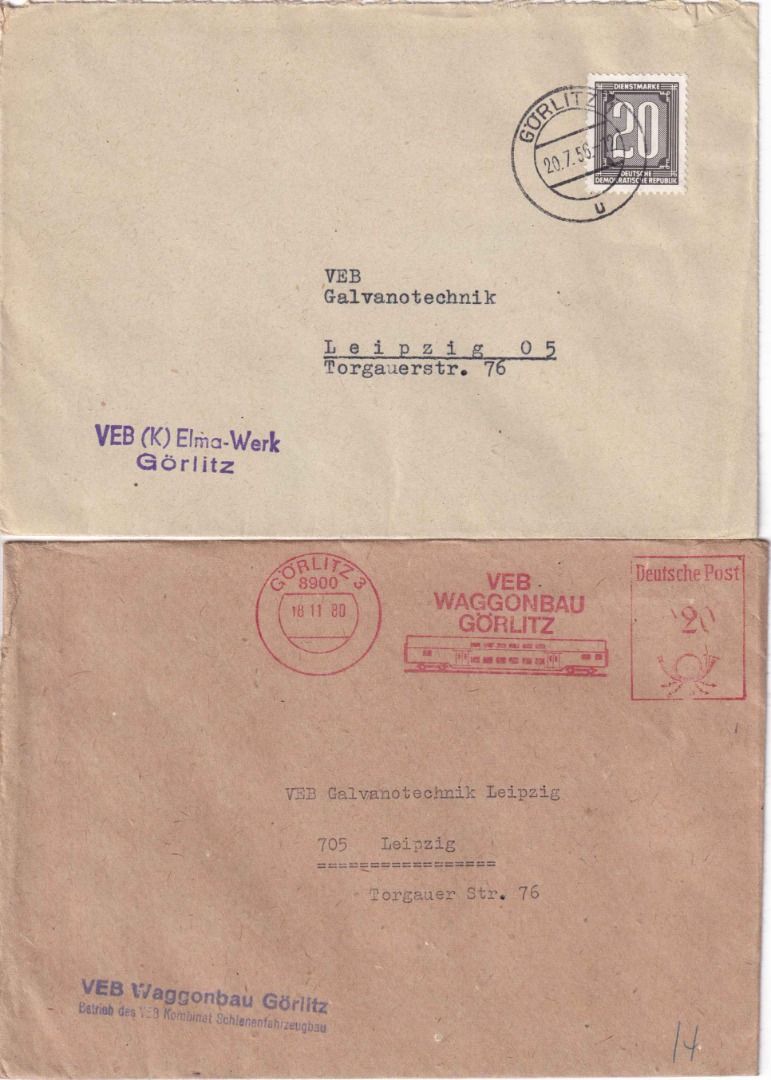 GÖRLITZ
20.7.56.-12
u
DIENSTMARKE
20
DEUTSCHE
DEMOKRATISCHE REPUBLIK
VEB
Galvanotechnik
Leipzig O 5
Torgauerstr. 76
VEB (K) Elma-Werk
Görlitz
GÖRLITZ 3
8900
18 11 80
VEB
WAGGONBAU
GÖRLITZ
Deutsche Post
20
VEB Galvanotechnik Leipzig
705 Leipzig
=================
Torgauer Str. 76
VEB Waggonbau Görlitz
Betrieb des VEB Kombinat Schienenfahrzeugbau
14